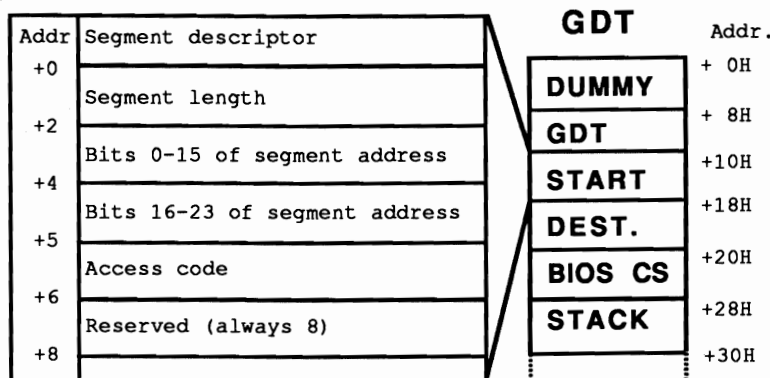 GDT
Addr Segment descriptor
Addr.
+0
+ 0H
DUMMY
Segment length
+2
+ 8H
GDT
Bits 0-15 of segment address
+10H
+4
START
Bits 16-23 of segment address
+18H
DEST.
+5
+20H
Access code
BIOS CS
+6
+28H
Reserved (always 8)
STACK
+8
+30H